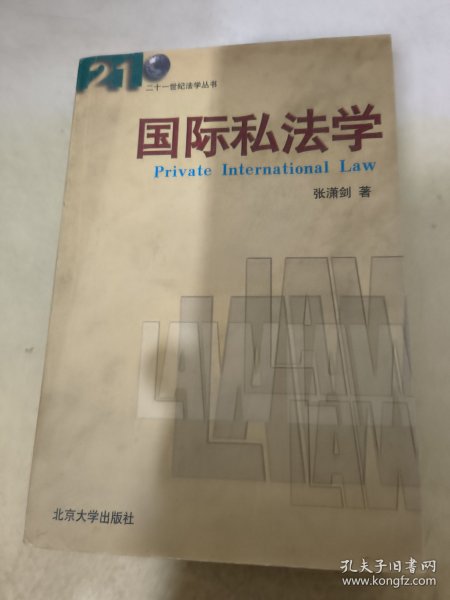 21
二十一世纪法学丛书
国际私法学
Private International Law
张潇剑 著
LAW
LAW
LAW
LAW
北京大学出版社
孔夫子旧书网
www.kongfz.com